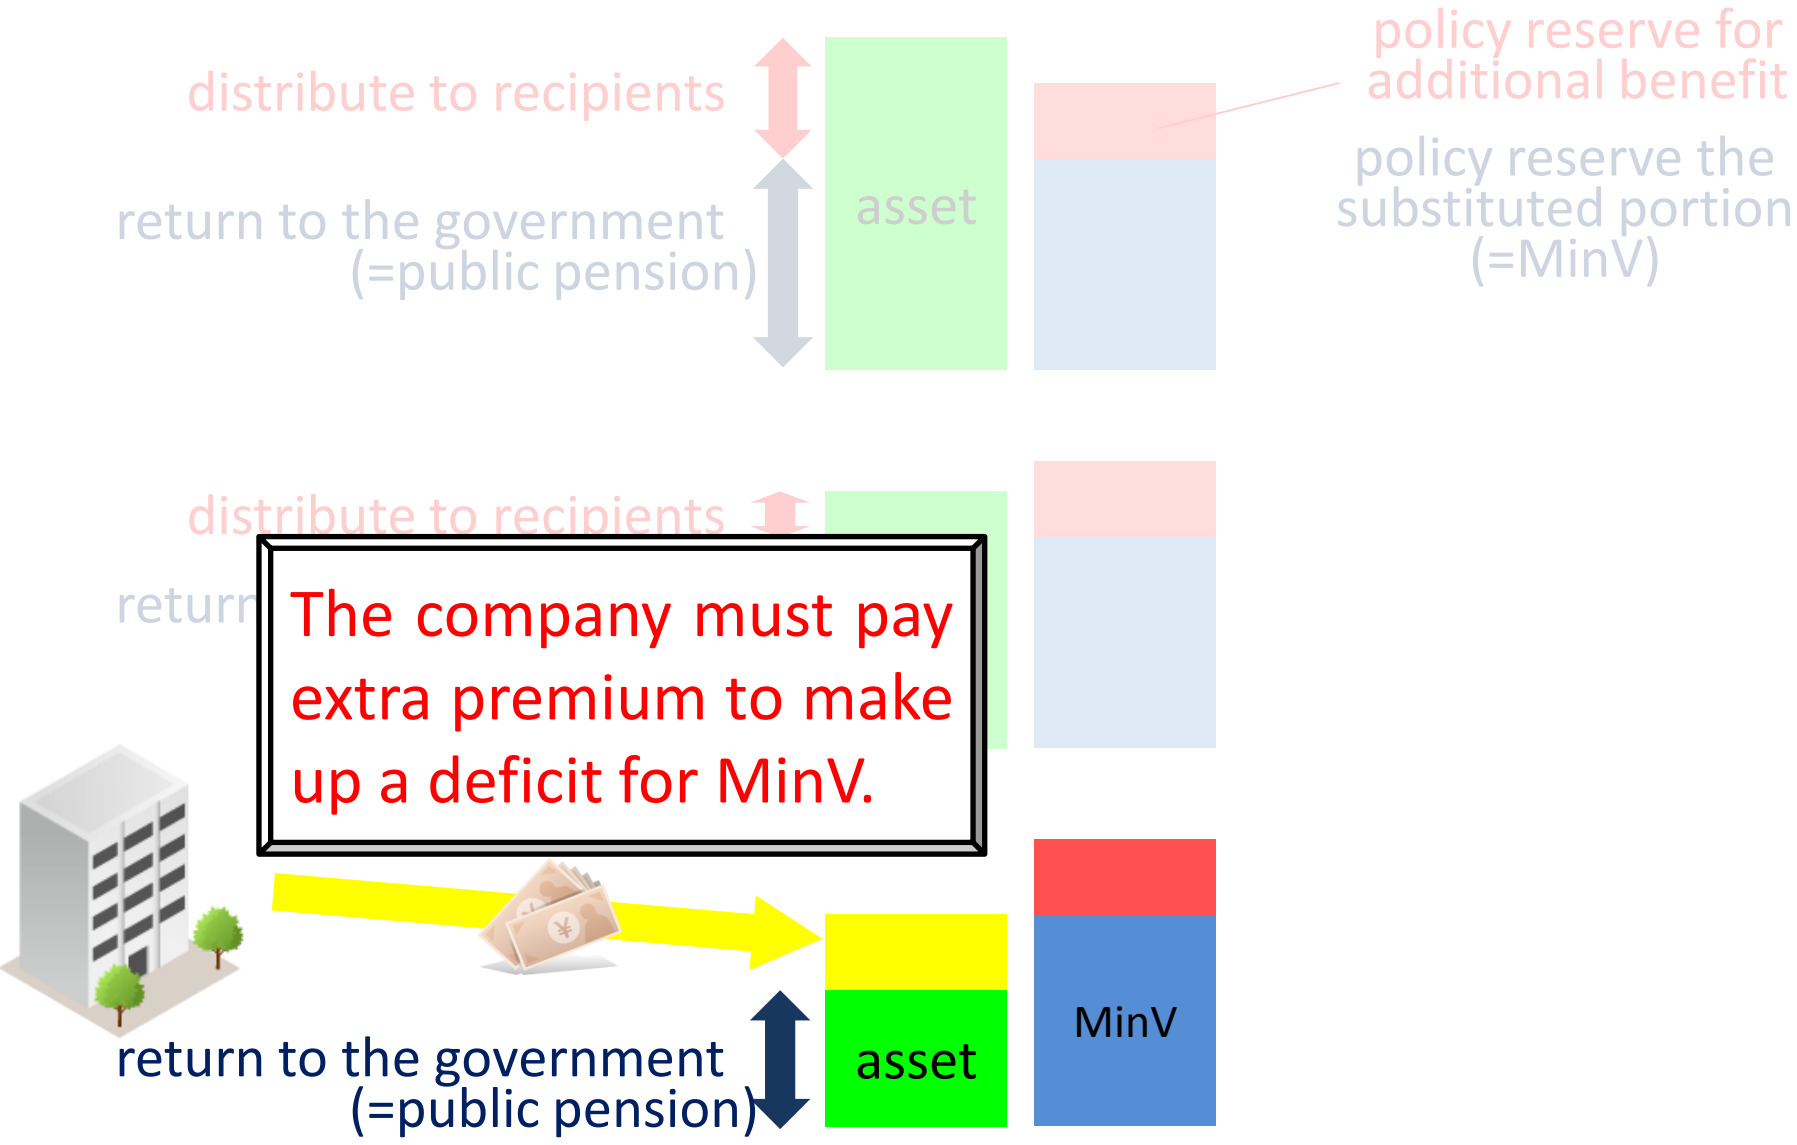 policy reserve for
additional benefit
distribute to recipients
policy reserve the
substituted portion
(=MinV)
return to the government
(=public pension)
asset
distribute to recipients
return
The company must pay
extra premium to make
up a deficit for MinV.
MinV
return to the government
(=public pension)
asset
¥